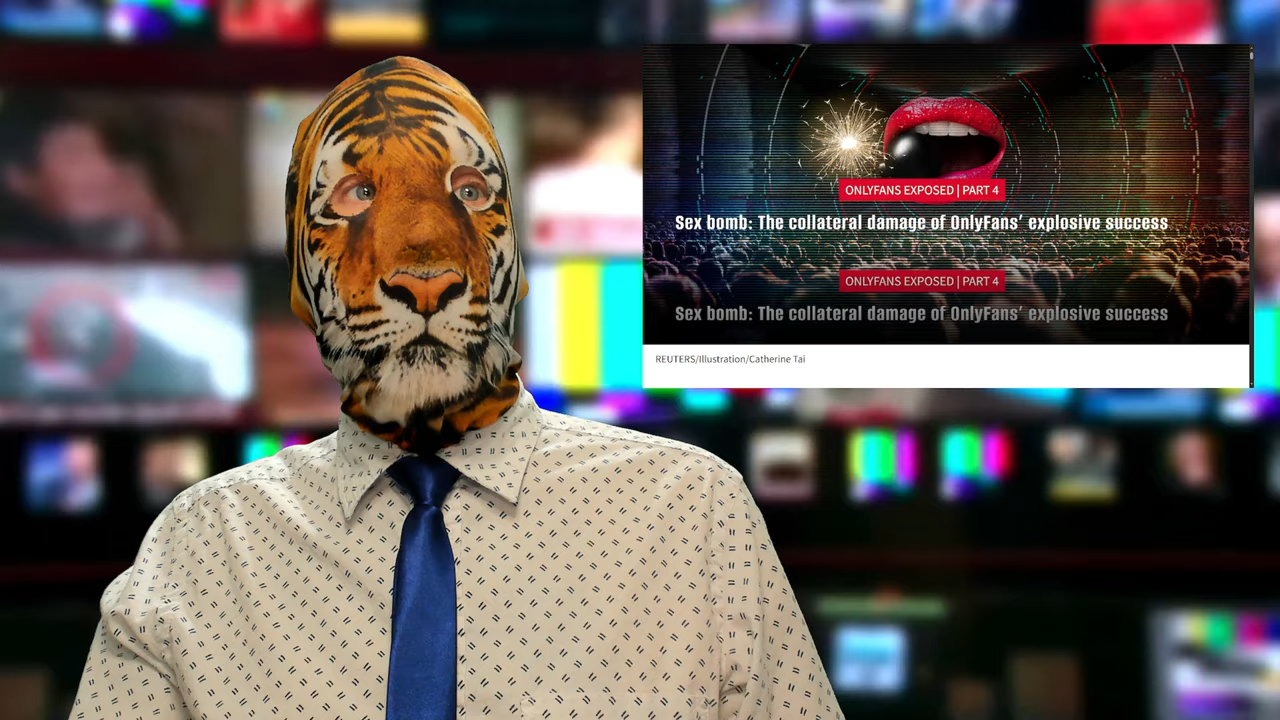 ONLYFANS EXPOSED | PART 4
Sex bomb: The collateral damage of OnlyFans' explosive success
ONLYFANS EXPOSED | PART 4
Sex bomb: The collateral damage of OnlyFans' explosive success
REUTERS/Illustration/Catherine Tai